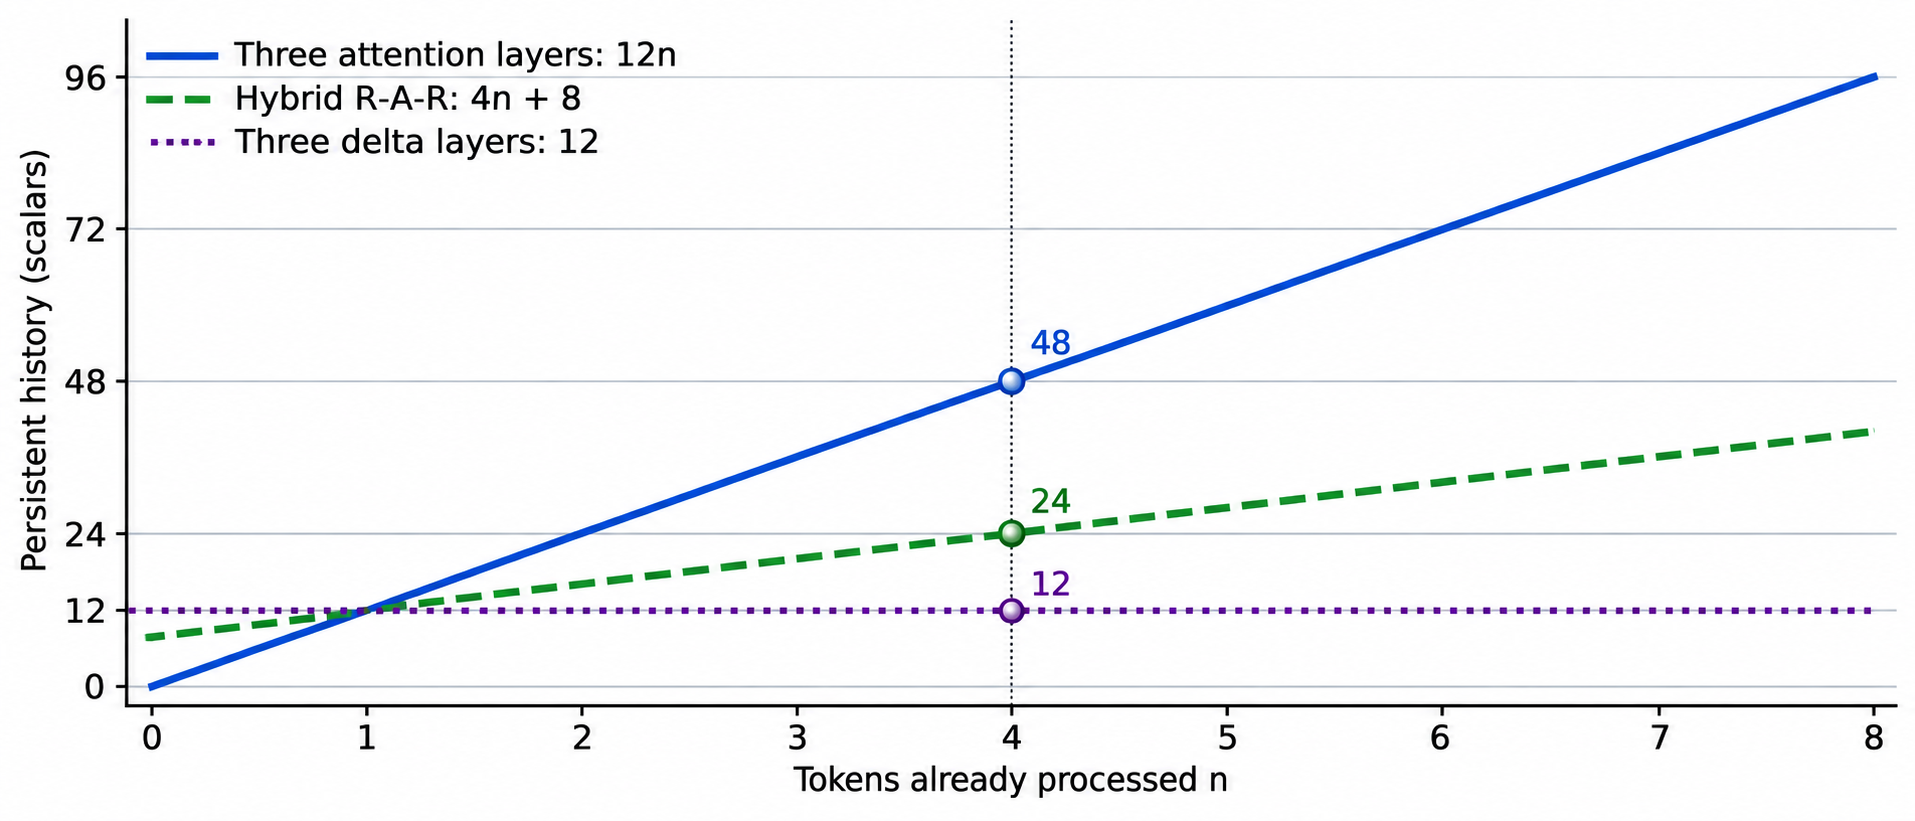 Three attention layers: 12n
Hybrid R-A-R: 4n + 8
Three delta layers: 12
Persistent history (scalars)
96
72
48
24
12
0
48
24
12
0 1 2 3 4 5 6 7 8
Tokens already processed n